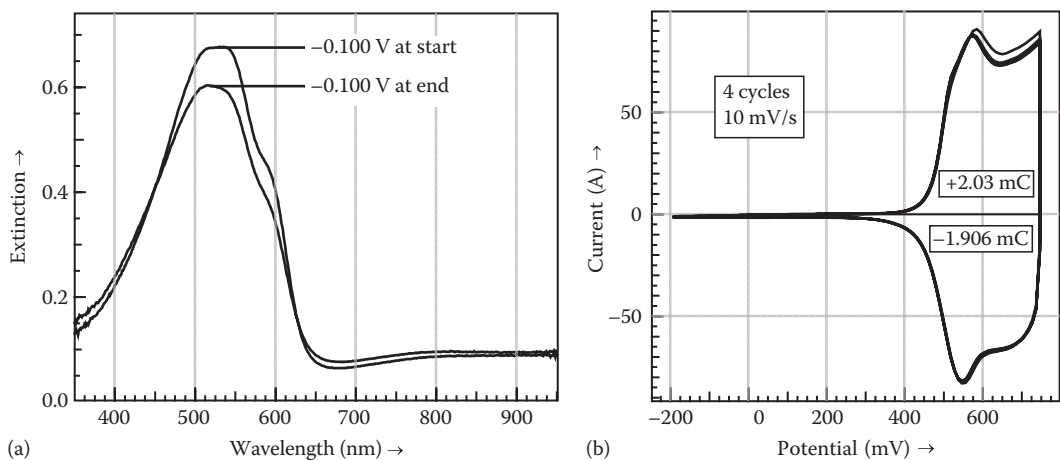 Extinction →
0.6
0.4
0.2
0.0
−0.100 V at start
−0.100 V at end
400 500 600 700 800 900
(a) Wavelength (nm) →
Current (A) →
50
0
−50
4 cycles
10 mV/s
+2.03 mC
−1.906 mC
−200 0 200 400 600
(b) Potential (mV) →